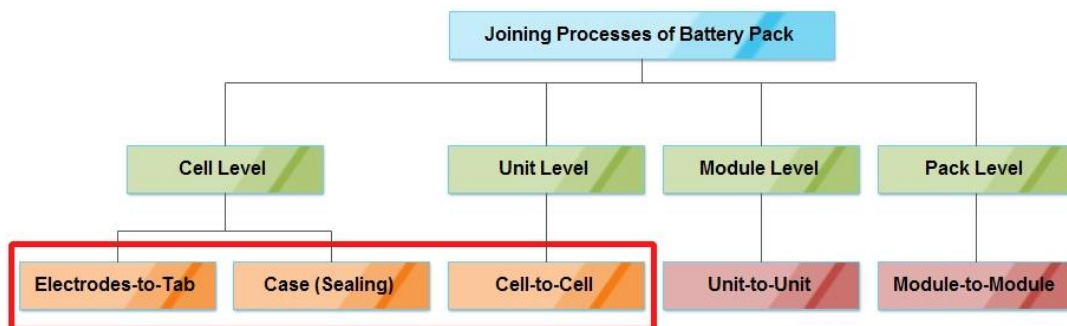 Joining Processes of Battery Pack
Cell Level
Unit Level
Module Level
Pack Level
Electrodes-to-Tab
Case (Sealing)
Cell-to-Cell
Unit-to-Unit
Module-to-Module